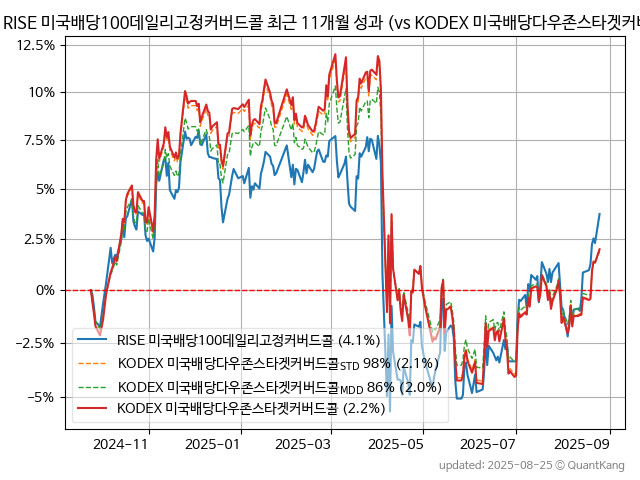 RISE 미국배당100데일리고정커버드콜 최근 11개월 성과 (vs KODEX 미국배당다우존스타겟커버
12.5%
10%
7.5%
5%
2.5%
0%
−2.5%
−5%
RISE 미국배당100데일리고정커버드콜 (4.1%)
KODEX 미국배당다우존스타겟커버드콜STD 98% (2.1%)
KODEX 미국배당다우존스타겟커버드콜MDD 86% (2.0%)
KODEX 미국배당다우존스타겟커버드콜 (2.2%)
2024-11 2025-01 2025-03 2025-05 2025-07 2025-09
updated: 2025-08-25 © QuantKang